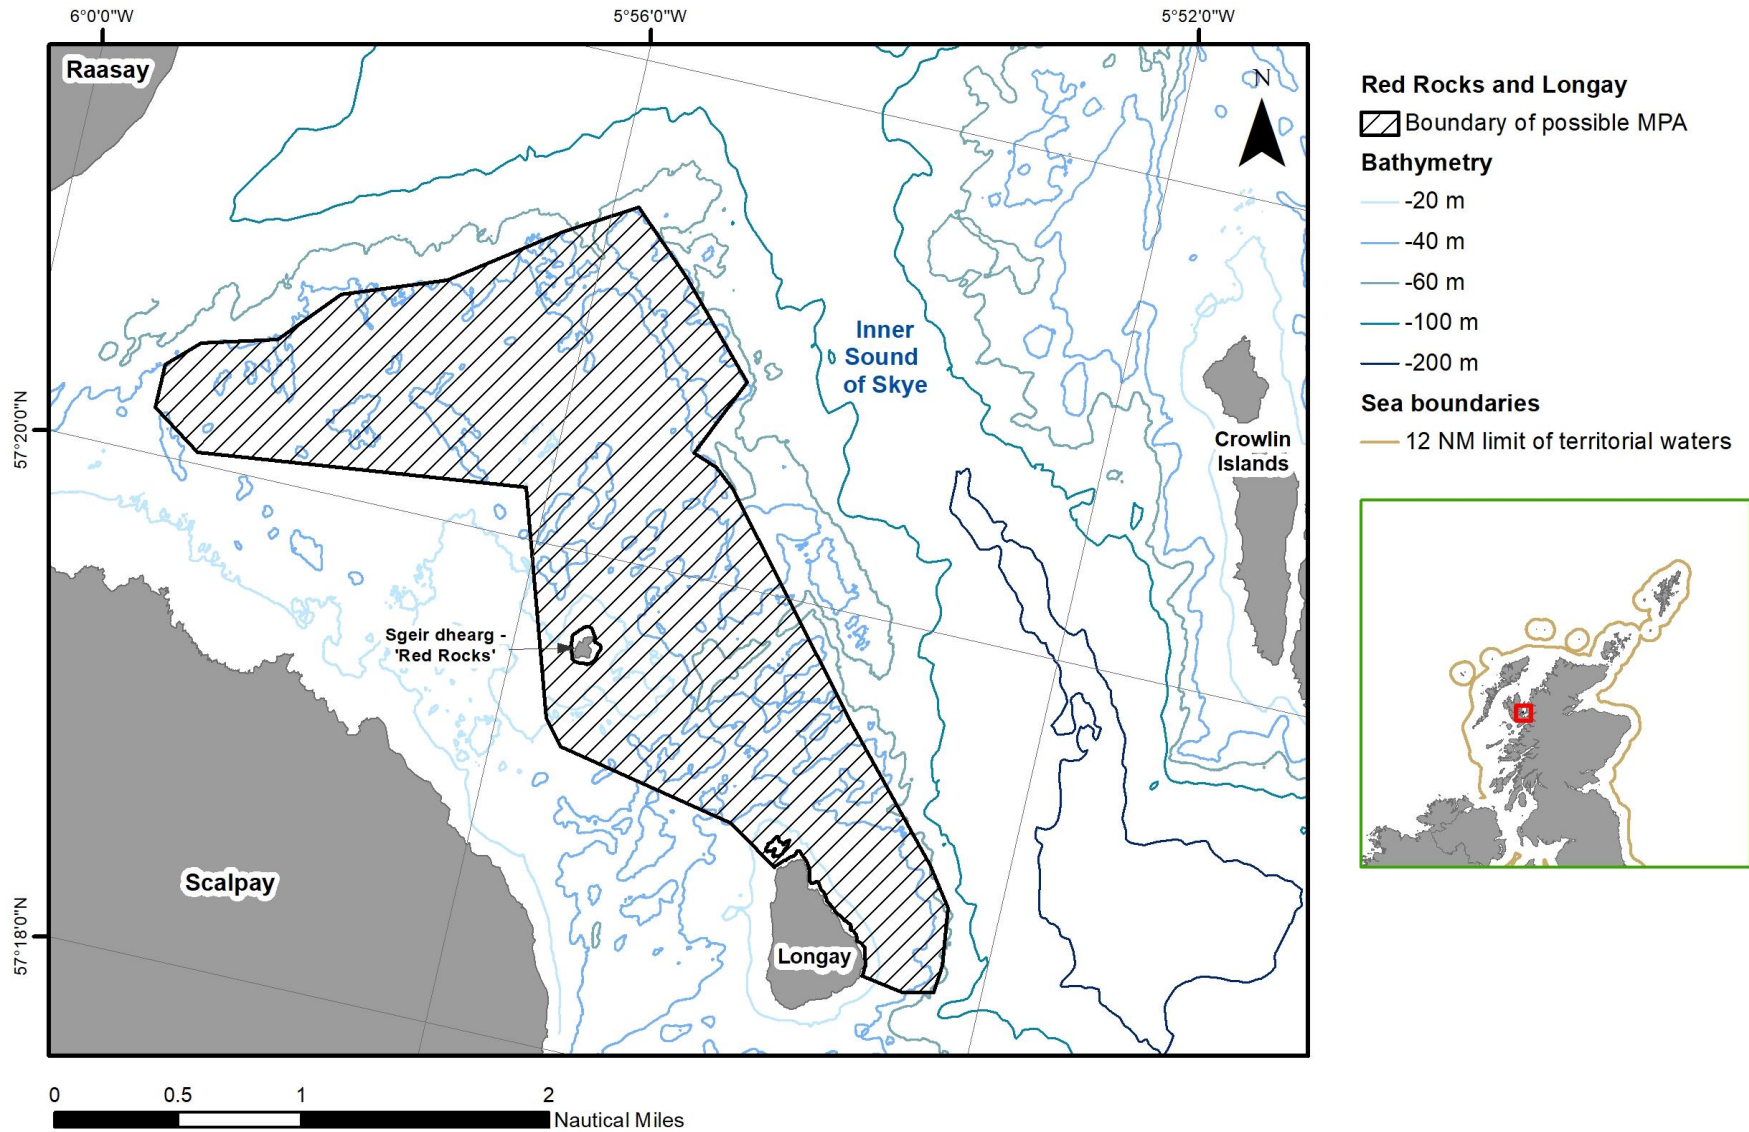 6°0'0"W
5°56'0"W
5°52'0"W
Raasay
N
Inner
Sound
of Skye
57°20'0"N
Crowlin
Islands
Sgeir dhearg -
'Red Rocks'
Scalpay
57°18'0"N
Longay
0
0.5
1
2
Nautical Miles
Red Rocks and Longay
Boundary of possible MPA
Bathymetry
-20 m
-40 m
-60 m
-100 m
-200 m
Sea boundaries
12 NM limit of territorial waters